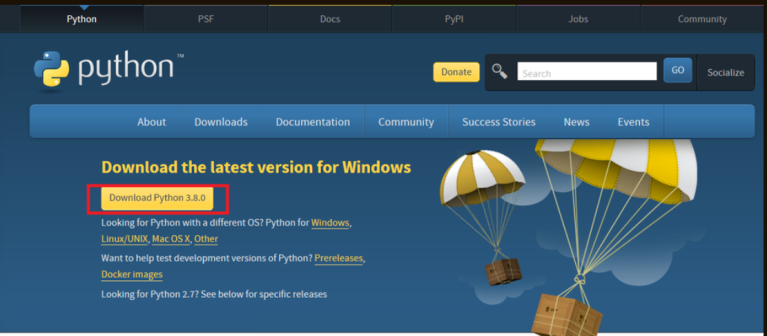 Python PSF Docs PyPI Jobs Community
python™
Donate Search GO Socialize
About Downloads Documentation Community Success Stories News Events
Download the latest version for Windows
Download Python 3.8.0
Looking for Python with a different OS? Python for Windows,
Linux/UNIX, Mac OS X, Other
Want to help test development versions of Python? Prereleases,
Docker images
Looking for Python 2.7? See below for specific releases